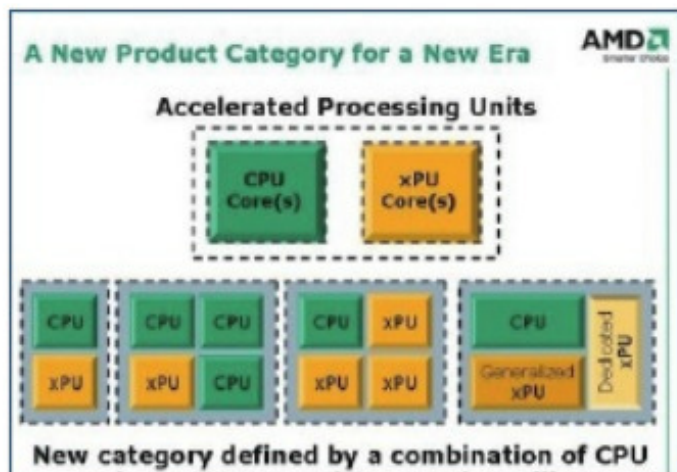 A New Product Category for a New Era
AMD
Smarter choice
Accelerated Processing Units
CPU
Core(s)
xPU
Core(s)
CPU
xPU
CPU CPU
xPU CPU
CPU xPU
xPU xPU
CPU
Generalized
xPU
Dedicated
xPU
New category defined by a combination of CPU